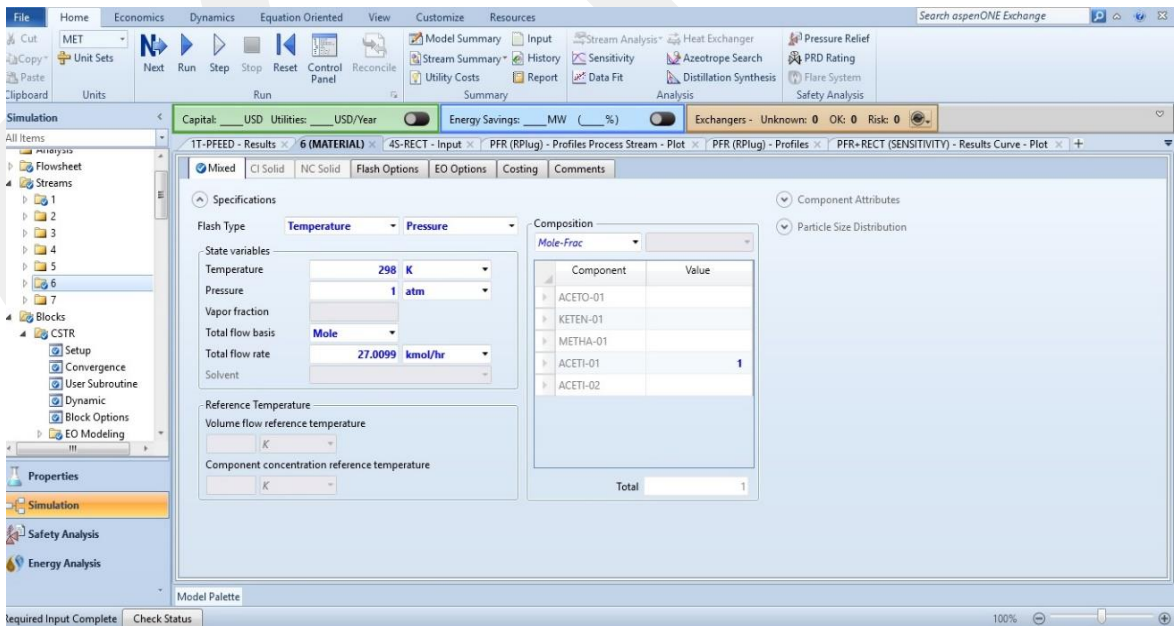 File Home Economics Dynamics Equation Oriented View Customize Resources Search aspenONE Exchange
Cut MET Model Summary Input Stream Analysis Heat Exchanger Pressure Relief
Copy Unit Sets Next Run Step Stop Reset Control Panel Reconcile Stream Summary History Sensitivity Azeotrope Search PRD Rating
Paste Utility Costs Report Data Fit Distillation Synthesis Flare System
Clipboard Units Run Summary Analysis Safety Analysis
Simulation Capital: ____USD Utilities: ____USD/Year Energy Savings: ____MW (____%) Exchangers - Unknown: 0 OK: 0 Risk: 0
All Items 1T-PFEED - Results 6 (MATERIAL) 4S-RECT - Input PFR (RPlug) - Profiles Process Stream - Plot PFR (RPlug) - Profiles PFR+RECT (SENSITIVITY) - Results Curve - Plot +
Analysis
Flowsheet
Streams
1
2
3
4
5
6
7
Blocks
CSTR
Setup
Convergence
User Subroutine
Dynamic
Block Options
EO Modeling
Properties
Simulation
Safety Analysis
Energy Analysis
Mixed CI Solid NC Solid Flash Options EO Options Costing Comments
Specifications
Flash Type Temperature Pressure
State variables
Temperature 298 K
Pressure 1 atm
Vapor fraction
Total flow basis Mole
Total flow rate 27.0099 kmol/hr
Solvent
Reference Temperature
Volume flow reference temperature
K
Component concentration reference temperature
K
Composition
Mole-Frac
Component Value
ACETO-01
KETEN-01
METHA-01
ACETI-01 1
ACETI-02
Total 1
Component Attributes
Particle Size Distribution
Model Palette
Required Input Complete Check Status 100%